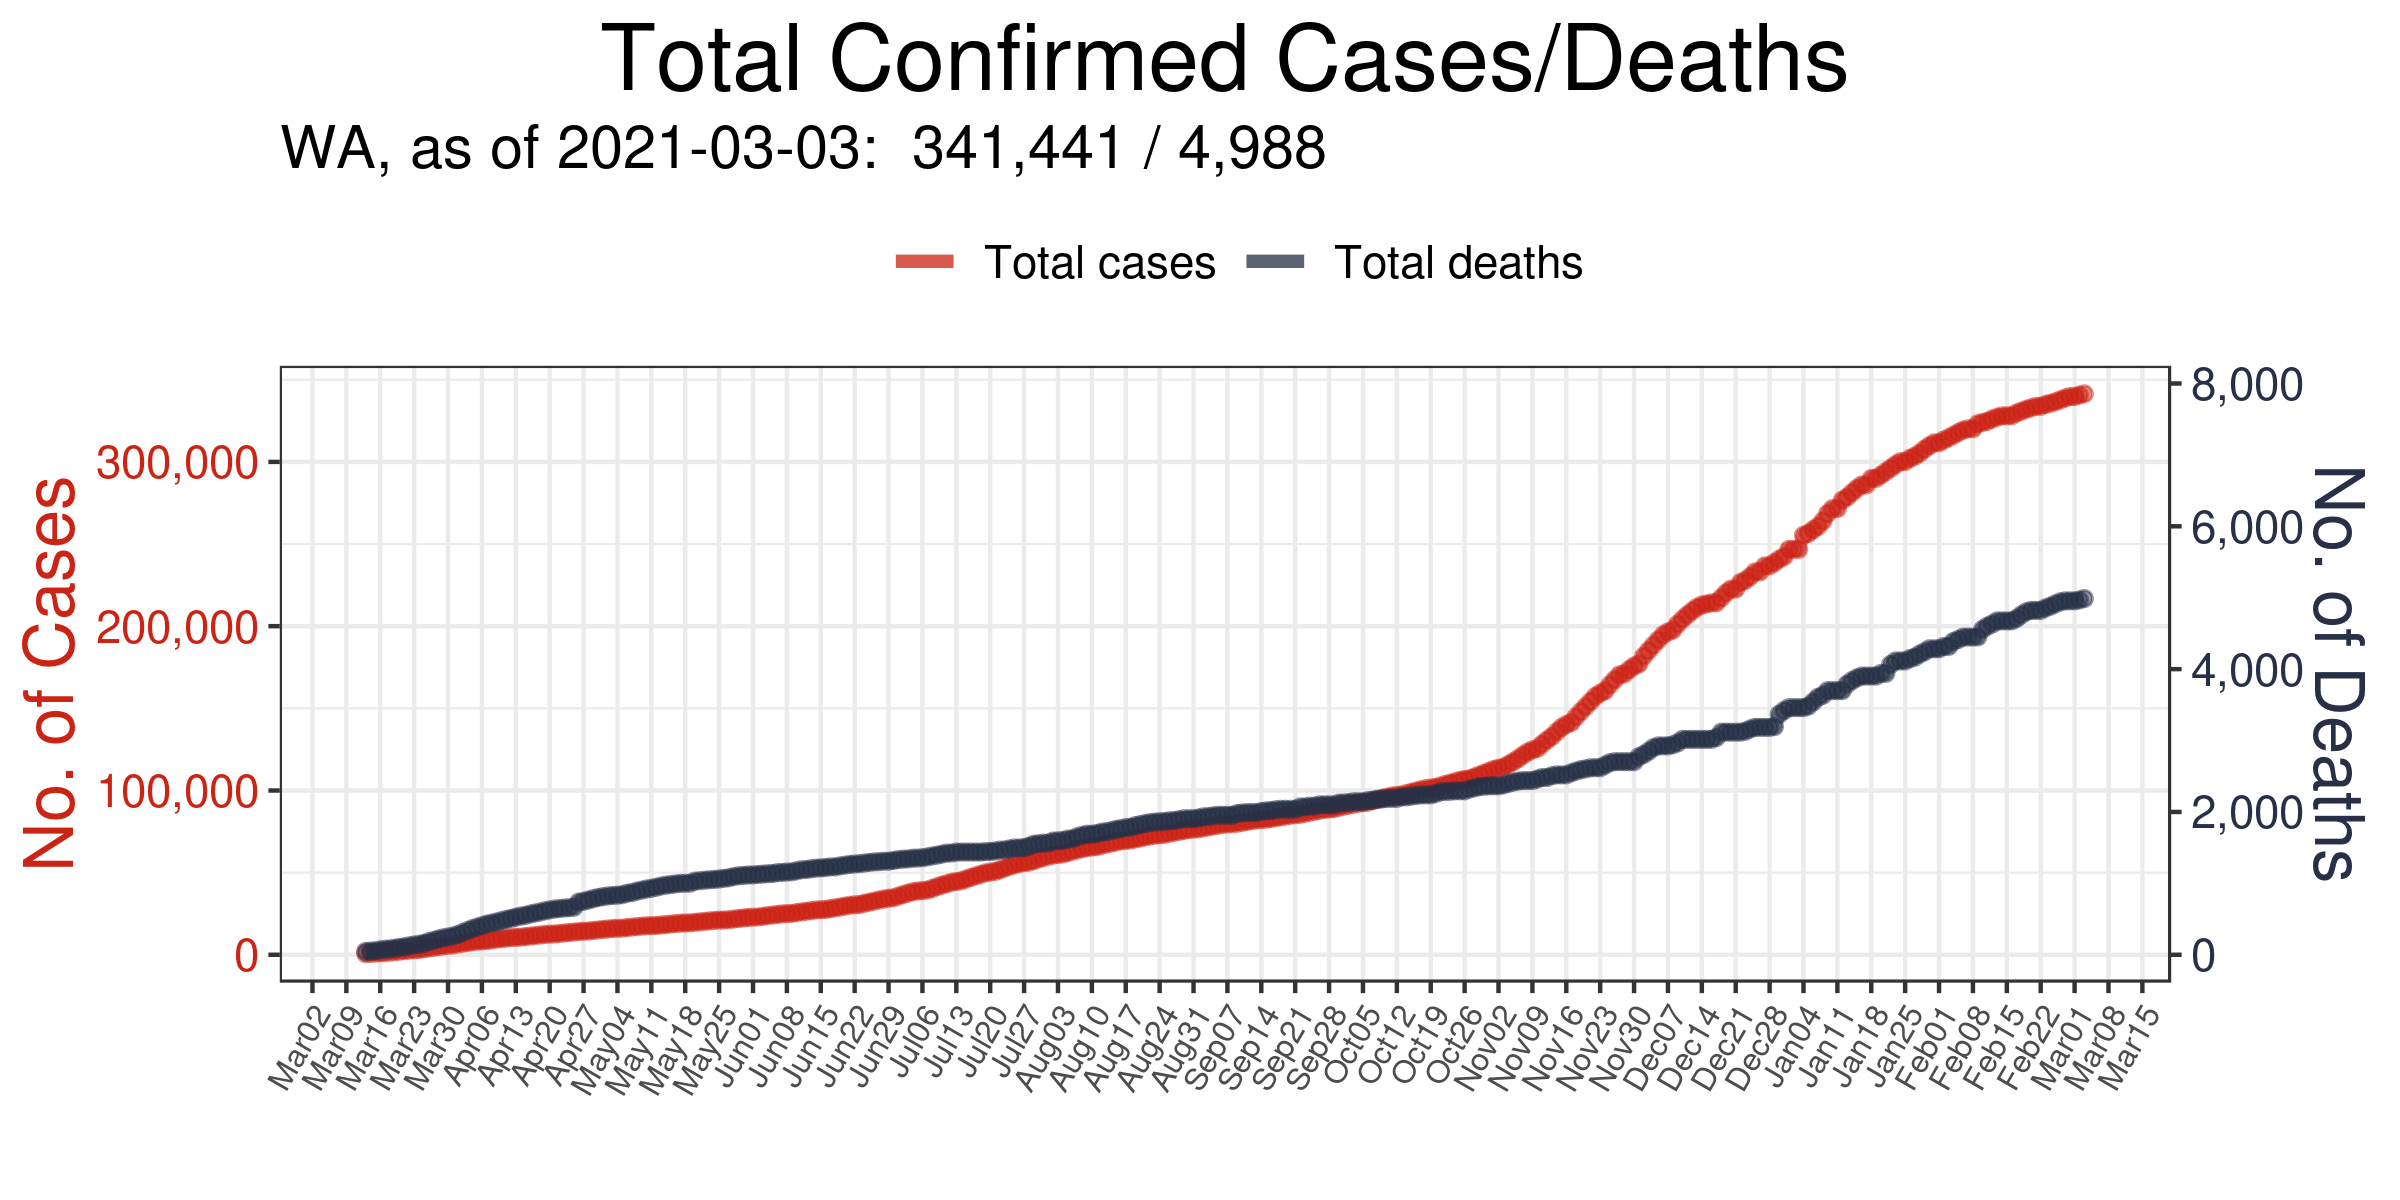 Total Confirmed Cases/Deaths
WA, as of 2021-03-03:  341,441 / 4,988
Total cases
Total deaths
No. of Cases
300,000
200,000
100,000
0
8,000
6,000
4,000
2,000
0
No. of Deaths
Mar02
Mar09
Mar16
Mar23
Mar30
Apr06
Apr13
Apr20
Apr27
May04
May11
May18
May25
Jun01
Jun08
Jun15
Jun22
Jun29
Jul06
Jul13
Jul20
Jul27
Aug03
Aug10
Aug17
Aug24
Aug31
Sep07
Sep14
Sep21
Sep28
Oct05
Oct12
Oct19
Oct26
Nov02
Nov09
Nov16
Nov23
Nov30
Dec07
Dec14
Dec21
Dec28
Jan04
Jan11
Jan18
Jan25
Feb01
Feb08
Feb15
Feb22
Mar01
Mar08
Mar15